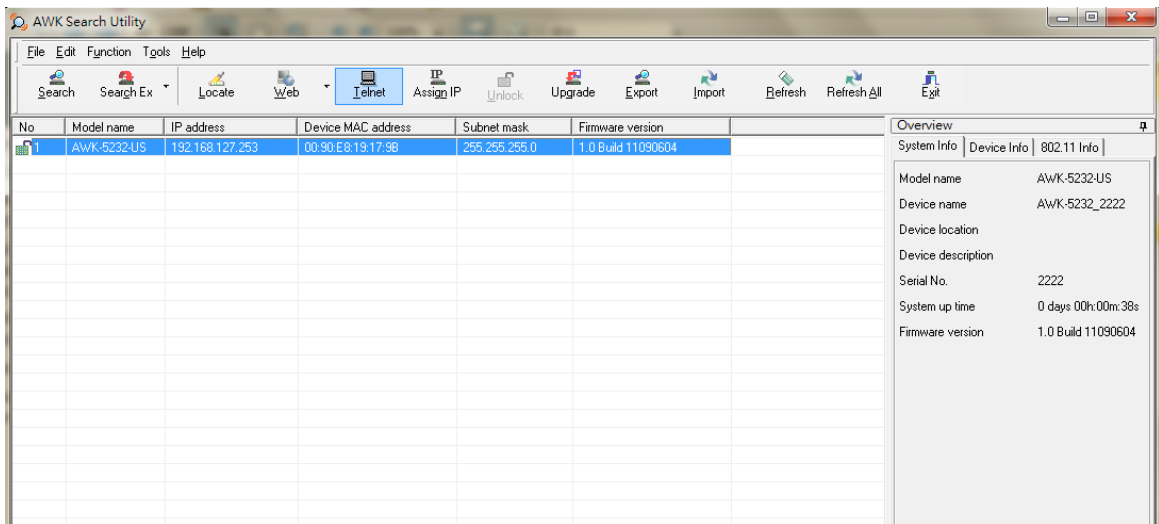 AWK Search Utility
File Edit Function Tools Help
Search Search Ex Locate Web Telnet Assign IP Unlock Upgrade Export Import Refresh Refresh All Exit
No Model name IP address Device MAC address Subnet mask Firmware version
1 AWK-5232-US 192.168.127.253 00:90:E8:19:17:9B 255.255.255.0 1.0 Build 11090604
Overview
System Info Device Info 802.11 Info
Model name AWK-5232-US
Device name AWK-5232_2222
Device location
Device description
Serial No. 2222
System up time 0 days 00h:00m:38s
Firmware version 1.0 Build 11090604